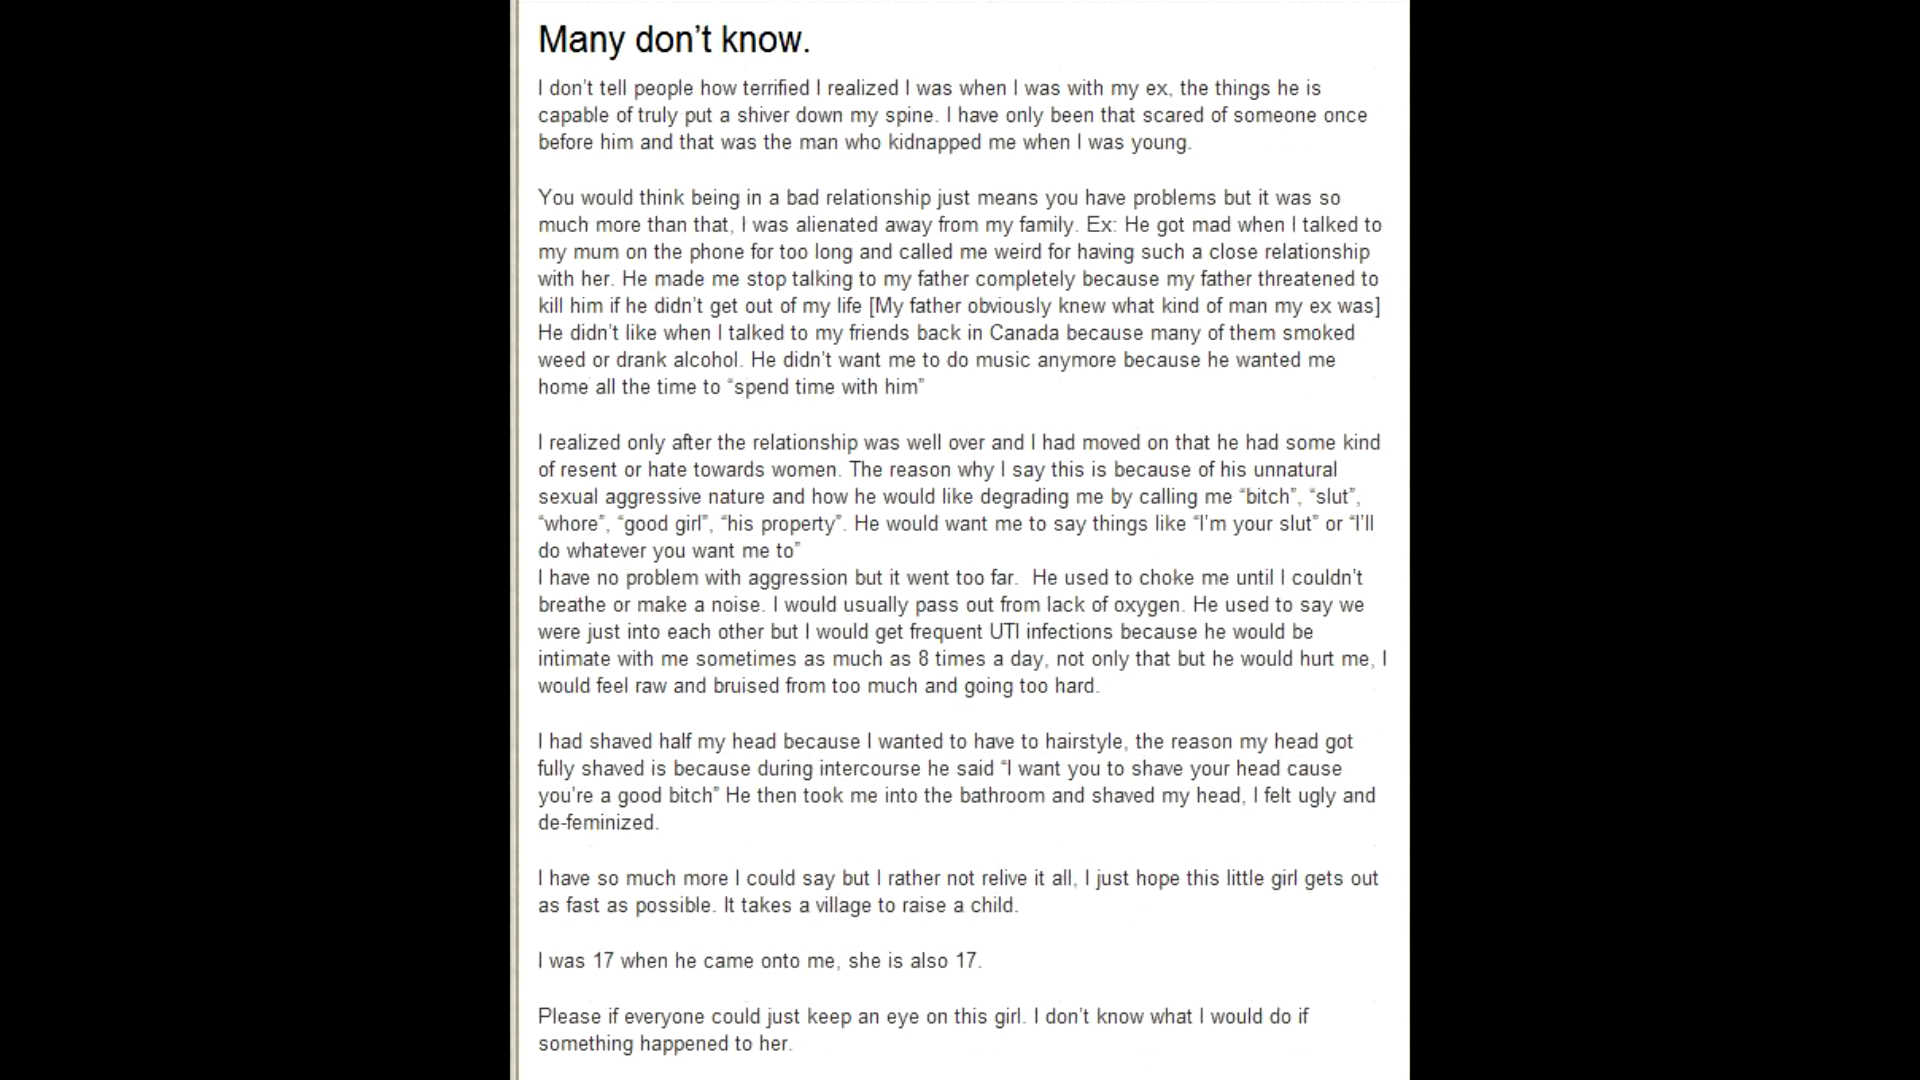 Many don't know.
I don't tell people how terrified I realized I was when I was with my ex, the things he is
capable of truly put a shiver down my spine. I have only been that scared of someone once
before him and that was the man who kidnapped me when I was young.
You would think being in a bad relationship just means you have problems but it was so
much more than that, I was alienated away from my family. Ex: He got mad when I talked to
my mum on the phone for too long and called me weird for having such a close relationship
with her. He made me stop talking to my father completely because my father threatened to
kill him if he didn't get out of my life [My father obviously knew what kind of man my ex was]
He didn't like when I talked to my friends back in Canada because many of them smoked
weed or drank alcohol. He didn't want me to do music anymore because he wanted me
home all the time to “spend time with him”
I realized only after the relationship was well over and I had moved on that he had some kind
of resent or hate towards women. The reason why I say this is because of his unnatural
sexual aggressive nature and how he would like degrading me by calling me “bitch”, “slut”,
“whore”, “good girl”, “his property”. He would want me to say things like “I'm your slut” or “I'll
do whatever you want me to”
I have no problem with aggression but it went too far.  He used to choke me until I couldn't
breathe or make a noise. I would usually pass out from lack of oxygen. He used to say we
were just into each other but I would get frequent UTI infections because he would be
intimate with me sometimes as much as 8 times a day, not only that but he would hurt me, I
would feel raw and bruised from too much and going too hard.
I had shaved half my head because I wanted to have to hairstyle, the reason my head got
fully shaved is because during intercourse he said “I want you to shave your head cause
you're a good bitch” He then took me into the bathroom and shaved my head, I felt ugly and
de-feminized.
I have so much more I could say but I rather not relive it all, I just hope this little girl gets out
as fast as possible. It takes a village to raise a child.
I was 17 when he came onto me, she is also 17.
Please if everyone could just keep an eye on this girl. I don't know what I would do if
something happened to her.